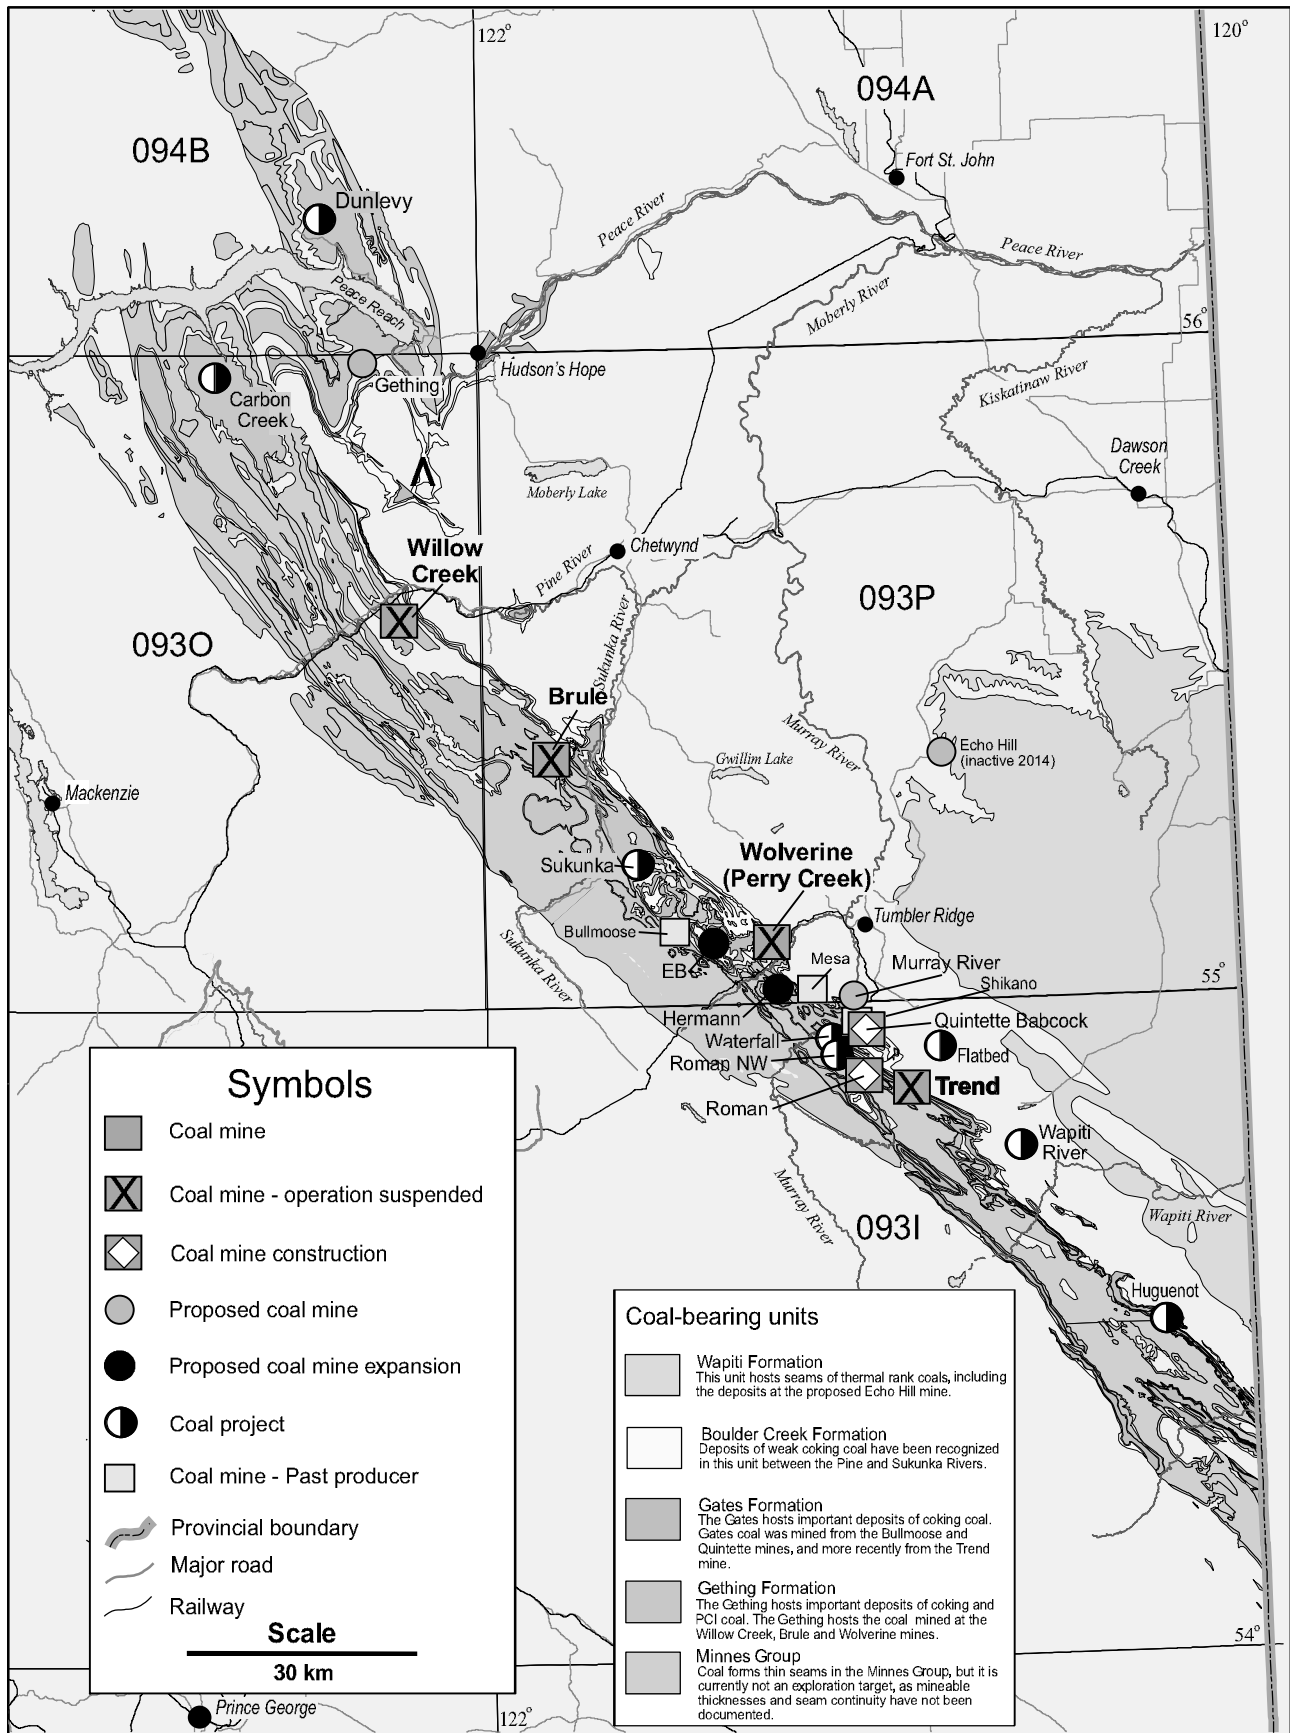 122°
120°
094A
094B
Fort St. John
Dunlevy
Peace River
Peace River
Peace Reach
Moberly River
56°
Hudson's Hope
Kiskatinaw River
Gething
Carbon
Creek
Dawson
Creek
Moberly Lake
Willow
Creek
Chetwynd
Pine River
093P
Sukunka River
093O
Brule
Murray River
Echo Hill
(inactive 2014)
Gwillim Lake
Mackenzie
Wolverine
(Perry Creek)
Sukunka
Tumbler Ridge
Bullmoose
Sukunka River
EB
Mesa
Murray River
55°
Shikano
Hermann
Quintette Babcock
Waterfall
Flatbed
Roman NW
Trend
Roman
Wapiti
River
Murray River
Wapiti River
093I
Huguenot
Symbols
Coal mine
Coal mine - operation suspended
Coal mine construction
Proposed coal mine
Proposed coal mine expansion
Coal project
Coal mine - Past producer
Provincial boundary
Major road
Railway
Scale
30 km
Coal-bearing units
Wapiti Formation
This unit hosts seams of thermal rank coals, including
the deposits at the proposed Echo Hill mine.
Boulder Creek Formation
Deposits of weak coking coal have been recognized
in this unit between the Pine and Sukunka Rivers.
Gates Formation
The Gates hosts important deposits of coking coal.
Gates coal was mined from the Bullmoose and
Quintette mines, and more recently from the Trend
mine.
Gething Formation
The Gething hosts important deposits of coking and
PCI coal. The Gething hosts the coal mined at the
Willow Creek, Brule and Wolverine mines.
Minnes Group
Coal forms thin seams in the Minnes Group, but it is
currently not an exploration target, as mineable
thicknesses and seam continuity have not been
documented.
54°
Prince George
122°